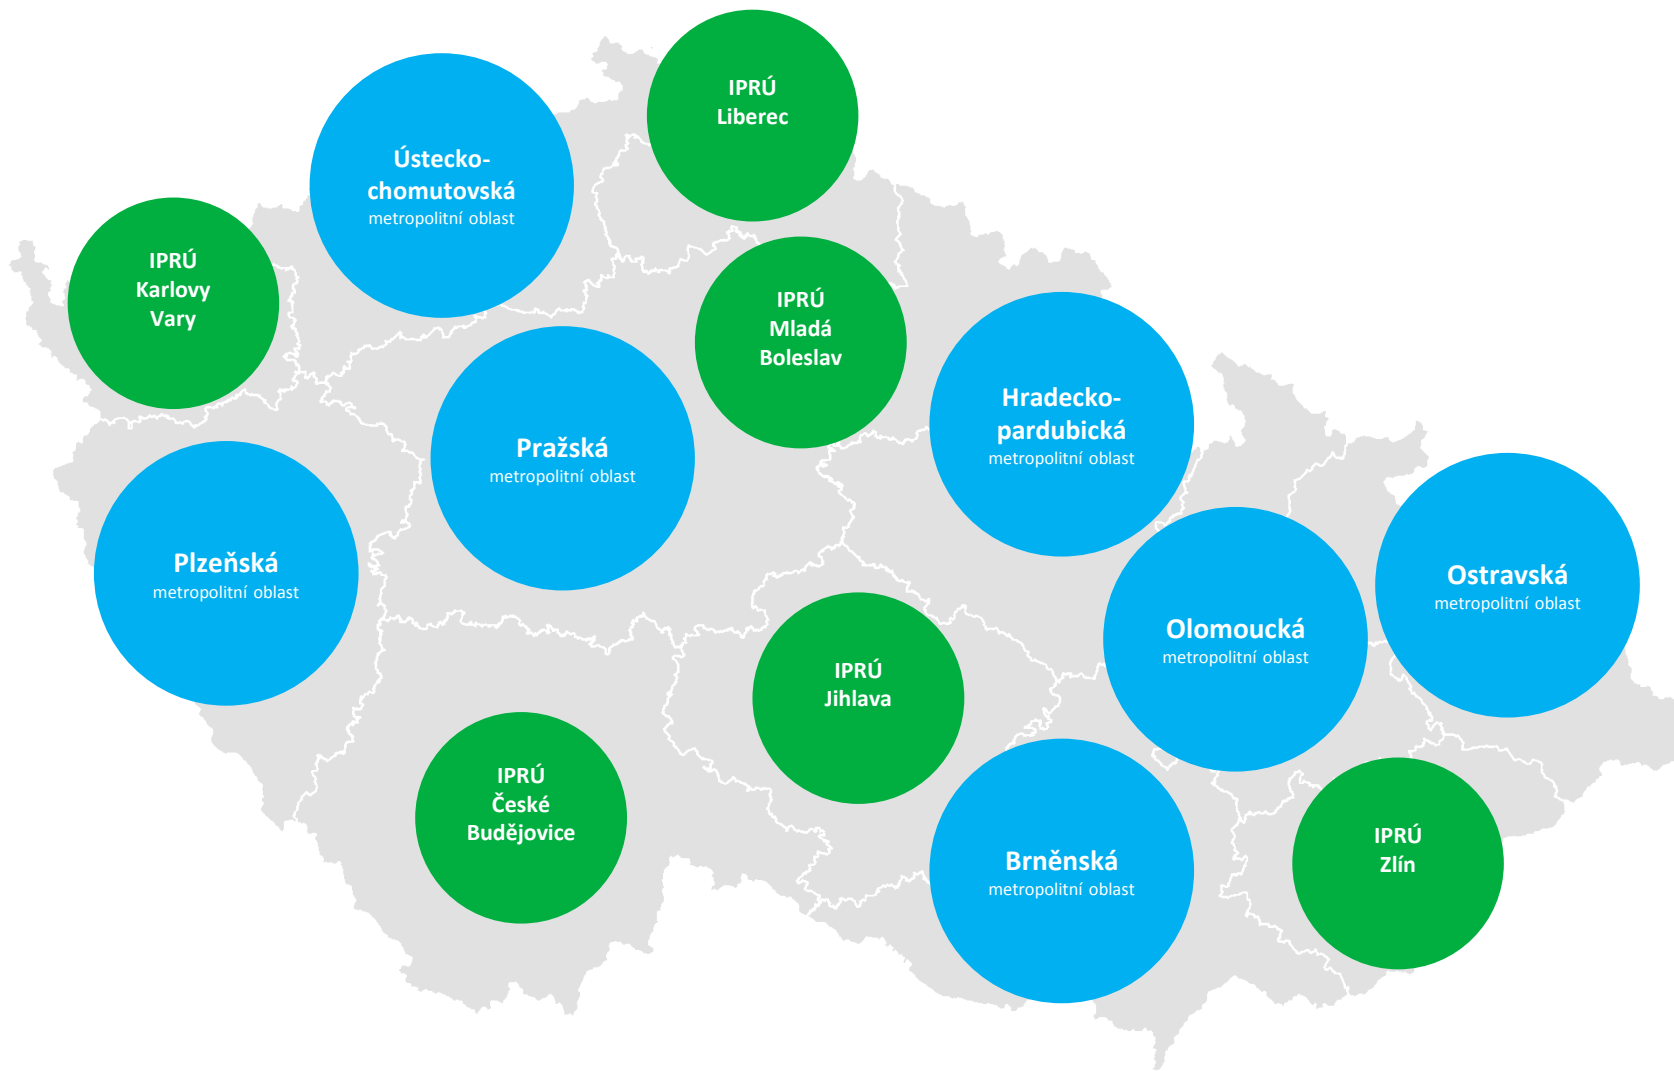 IPRÚ
Liberec
Ústecko-
chomutovská
metropolitní oblast
IPRÚ
Karlovy
Vary
IPRÚ
Mladá
Boleslav
Hradecko-
pardubická
metropolitní oblast
Pražská
metropolitní oblast
Plzeňská
metropolitní oblast
Ostravská
metropolitní oblast
Olomoucká
metropolitní oblast
IPRÚ
Jihlava
IPRÚ
České
Budějovice
IPRÚ
Zlín
Brněnská
metropolitní oblast